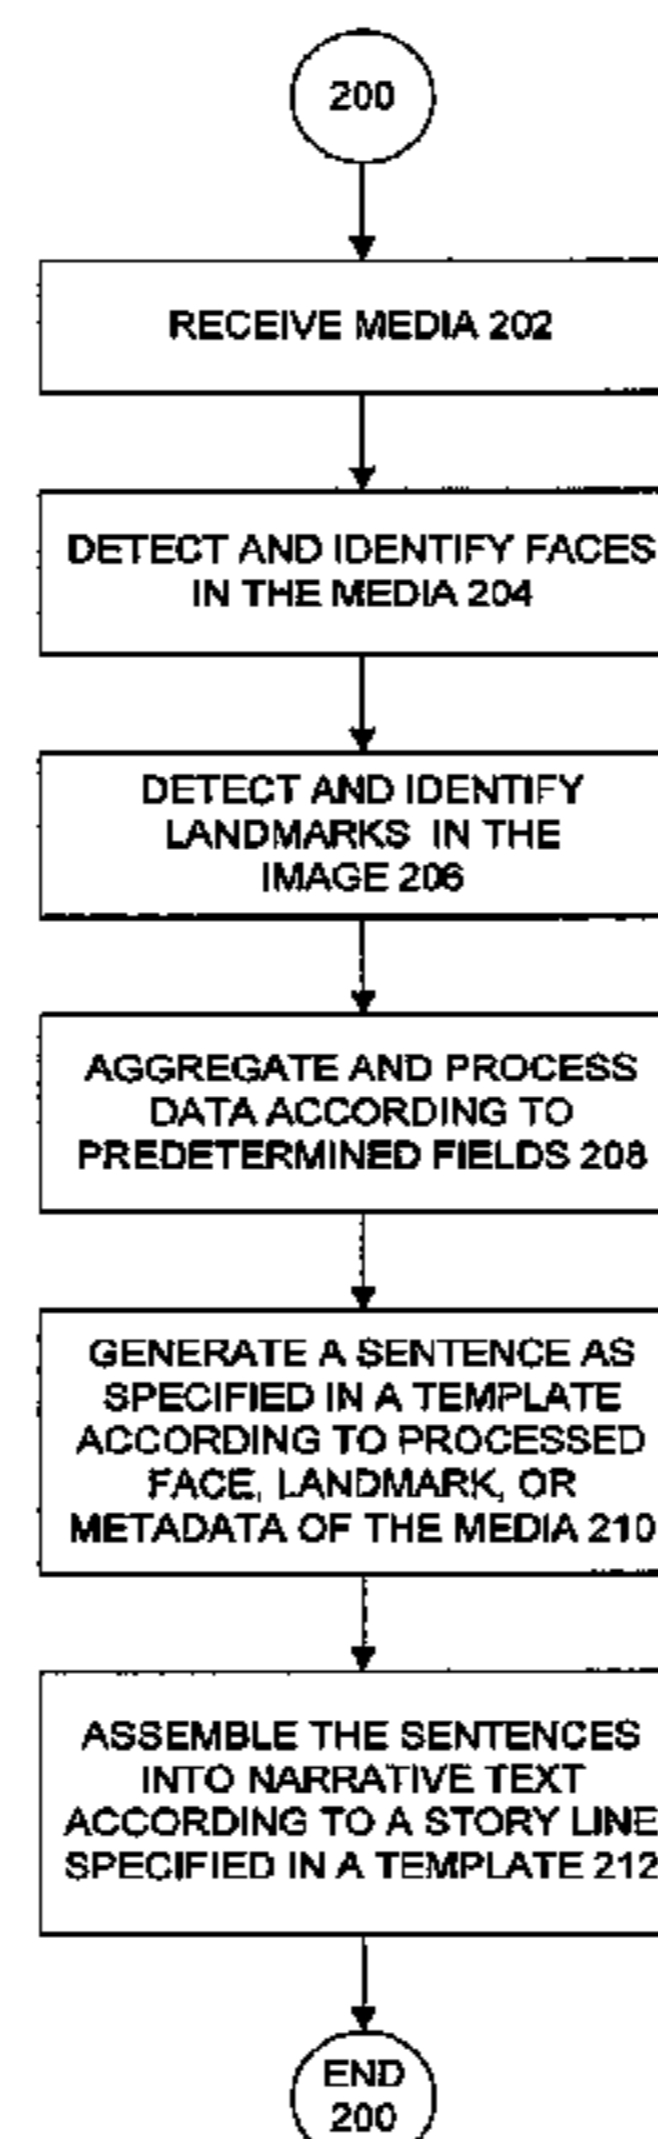 200
RECEIVE MEDIA 202
DETECT AND IDENTIFY FACES
IN THE MEDIA 204
DETECT AND IDENTIFY
LANDMARKS IN THE
IMAGE 206
AGGREGATE AND PROCESS
DATA ACCORDING TO
PREDETERMINED FIELDS 208
GENERATE A SENTENCE AS
SPECIFIED IN A TEMPLATE
ACCORDING TO PROCESSED
FACE, LANDMARK, OR
METADATA OF THE MEDIA 210
ASSEMBLE THE SENTENCES
INTO NARRATIVE TEXT
ACCORDING TO A STORY LINE
SPECIFIED IN A TEMPLATE 212
END
200